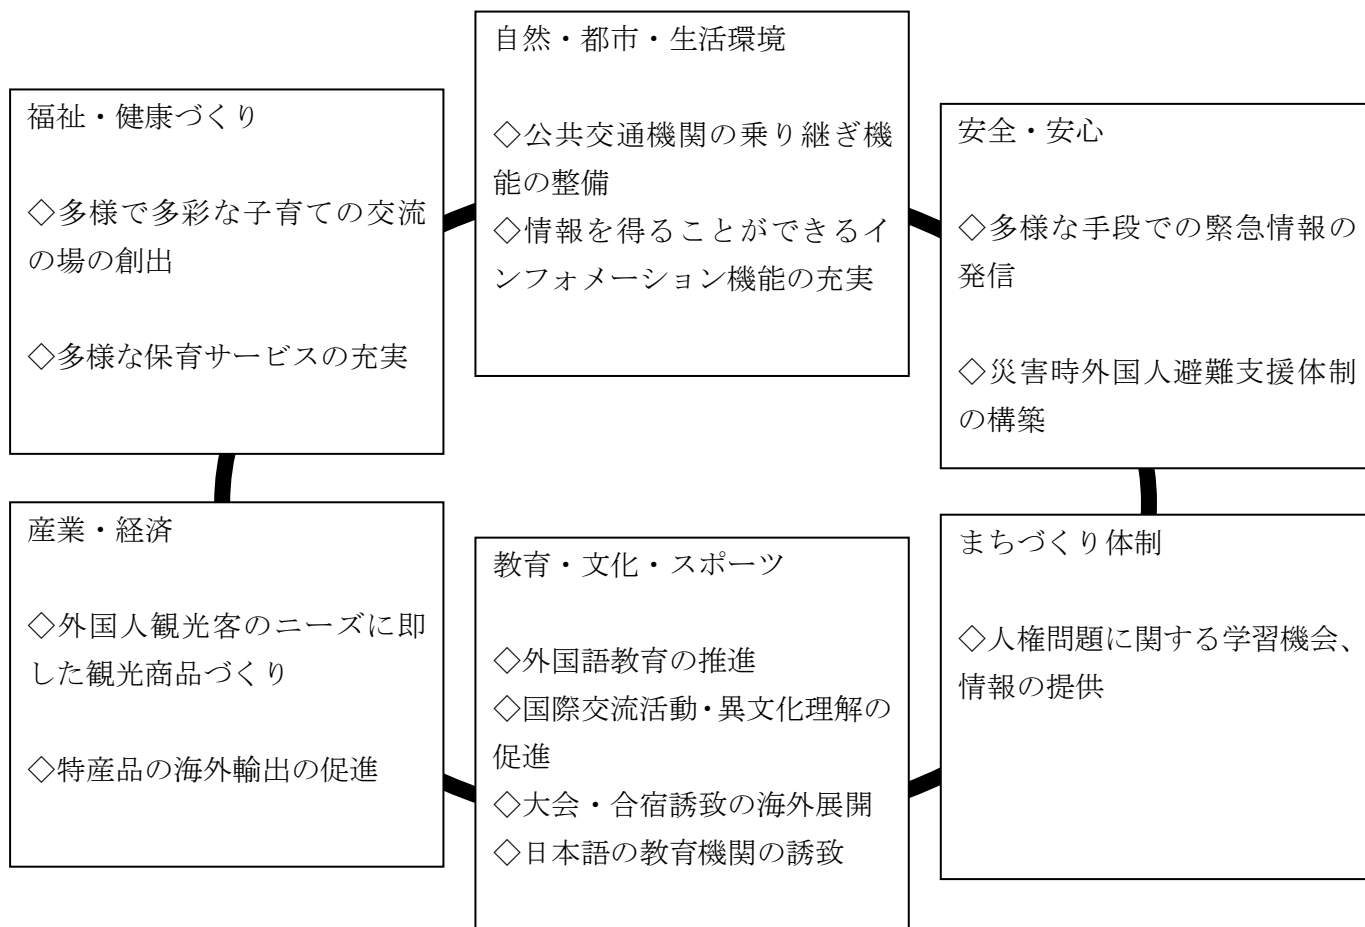 自然・都市・生活環境
◇公共交通機関の乗り継ぎ機
能の整備
◇情報を得ることができるイ
ンフォメーション機能の充実
福祉・健康づくり
◇多様で多彩な子育ての交流
の場の創出
◇多様な保育サービスの充実
安全・安心
◇多様な手段での緊急情報の
発信
◇災害時外国人避難支援体制
の構築
産業・経済
◇外国人観光客のニーズに即
した観光商品づくり
◇特産品の海外輸出の促進
教育・文化・スポーツ
◇外国語教育の推進
◇国際交流活動・異文化理解の
促進
◇大会・合宿誘致の海外展開
◇日本語の教育機関の誘致
まちづくり体制
◇人権問題に関する学習機会、
情報の提供